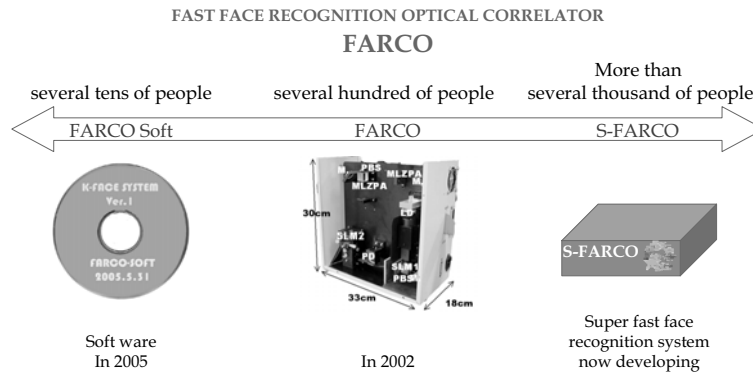 FAST FACE RECOGNITION OPTICAL CORRELATOR
FARCO
several tens of people
several hundred of people
More than
several thousand of people
FARCO Soft
FARCO
S-FARCO
K-FACE SYSTEM
Ver.1
FARCO-SOFT
2005.5.31
M.
PBS
MLZPA
MLZPA
M.
LD
SLM2
PD
SLM1
PBS
M
30cm
33cm
18cm
S-FARCO
Soft ware
In 2005
In 2002
Super fast face
recognition system
now developing